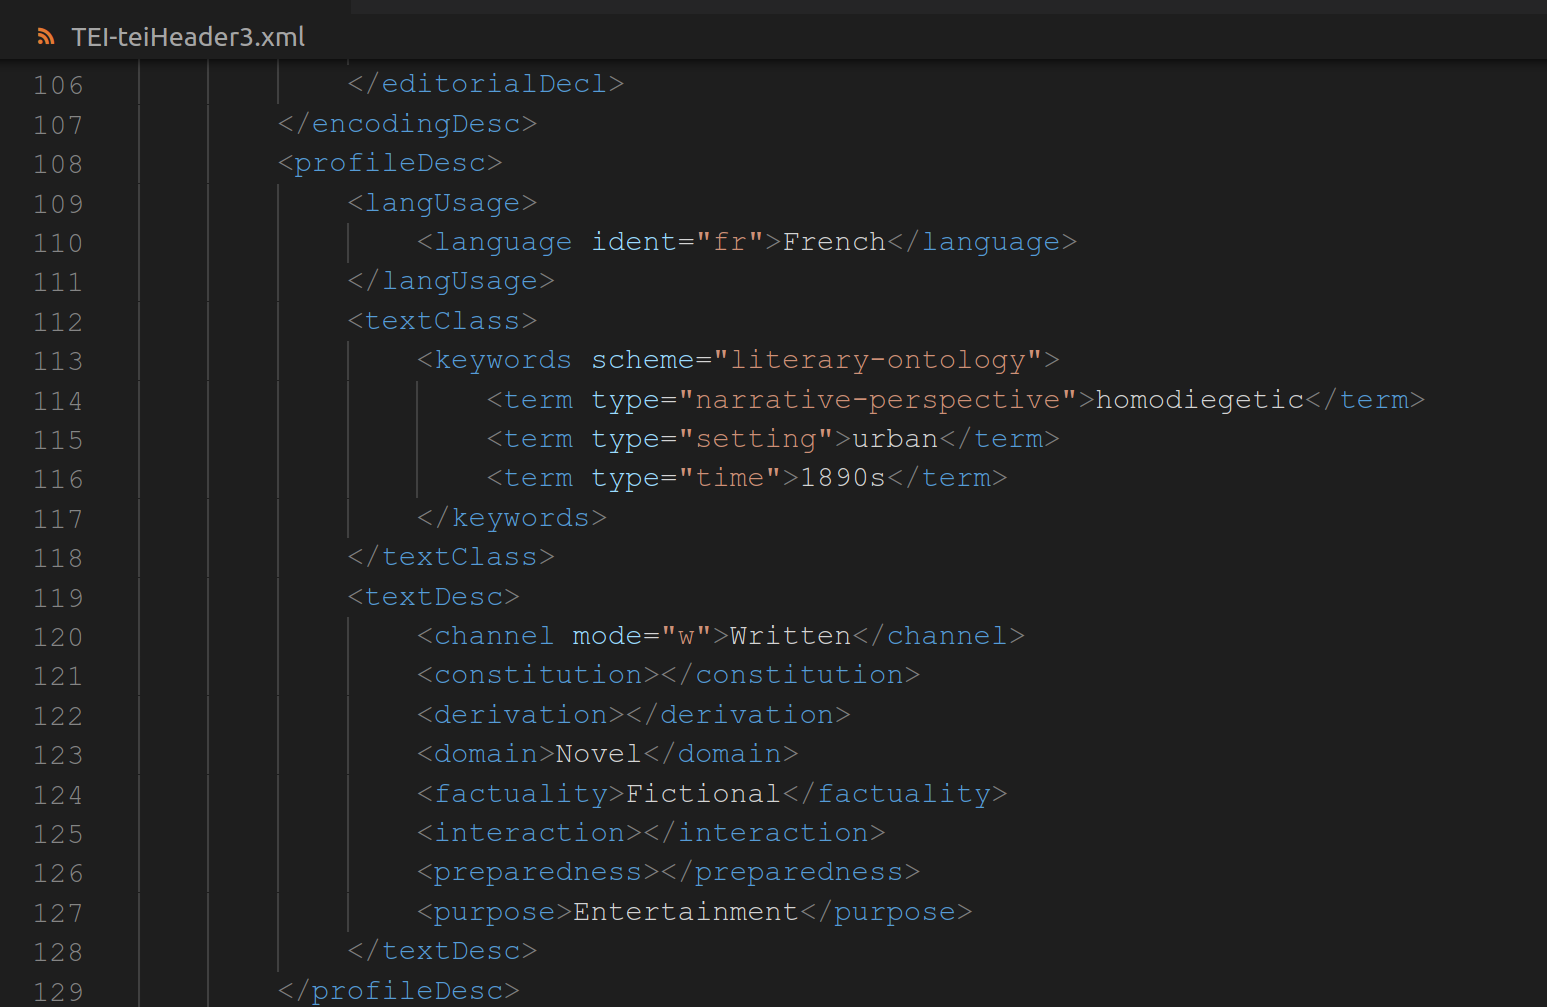 TEI-teiHeader3.xml
106 </editorialDecl>
107 </encodingDesc>
108 <profileDesc>
109 <langUsage>
110 <language ident="fr">French</language>
111 </langUsage>
112 <textClass>
113 <keywords scheme="literary-ontology">
114 <term type="narrative-perspective">homodiegetic</term>
115 <term type="setting">urban</term>
116 <term type="time">1890s</term>
117 </keywords>
118 </textClass>
119 <textDesc>
120 <channel mode="w">Written</channel>
121 <constitution></constitution>
122 <derivation></derivation>
123 <domain>Novel</domain>
124 <factuality>Fictional</factuality>
125 <interaction></interaction>
126 <preparedness></preparedness>
127 <purpose>Entertainment</purpose>
128 </textDesc>
129 </profileDesc>